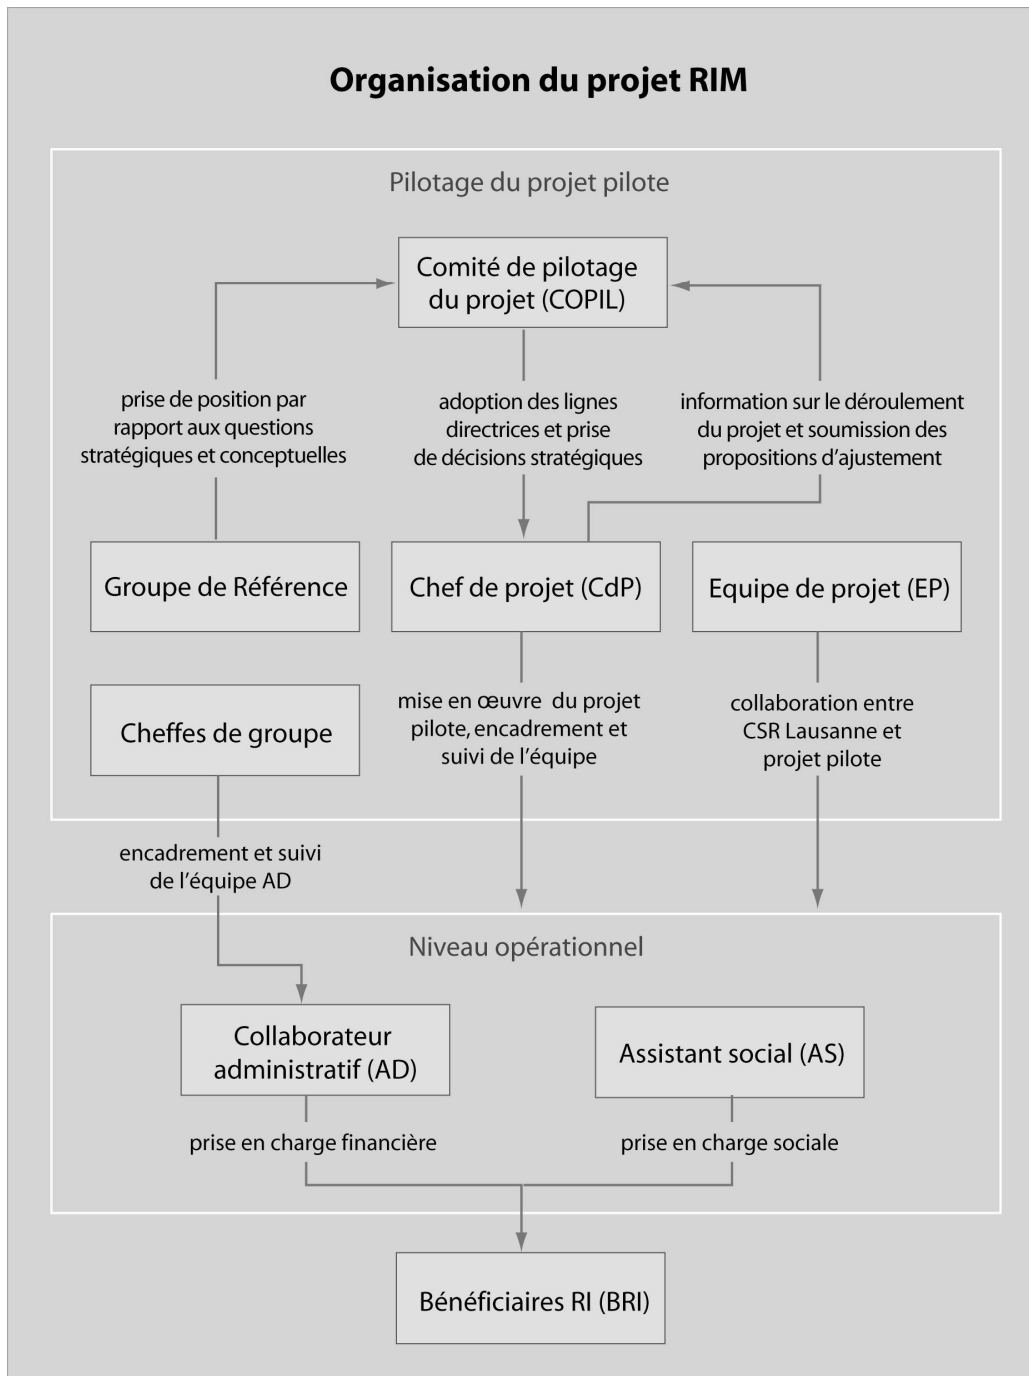 Organisation du projet RIM
Pilotage du projet pilote
Comité de pilotage
du projet (COPIL)
prise de position par
rapport aux questions
stratégiques et conceptuelles
adoption des lignes
directrices et prise
de décisions stratégiques
information sur le déroulement
du projet et soumission des
propositions d’ajustement
Groupe de Référence
Chef de projet (CdP)
Equipe de projet (EP)
Cheffes de groupe
mise en œuvre du projet
pilote, encadrement et
suivi de l’équipe
collaboration entre
CSR Lausanne et
projet pilote
encadrement et suivi
de l’équipe AD
Niveau opérationnel
Collaborateur
administratif (AD)
Assistant social (AS)
prise en charge financière
prise en charge sociale
Bénéficiaires RI (BRI)